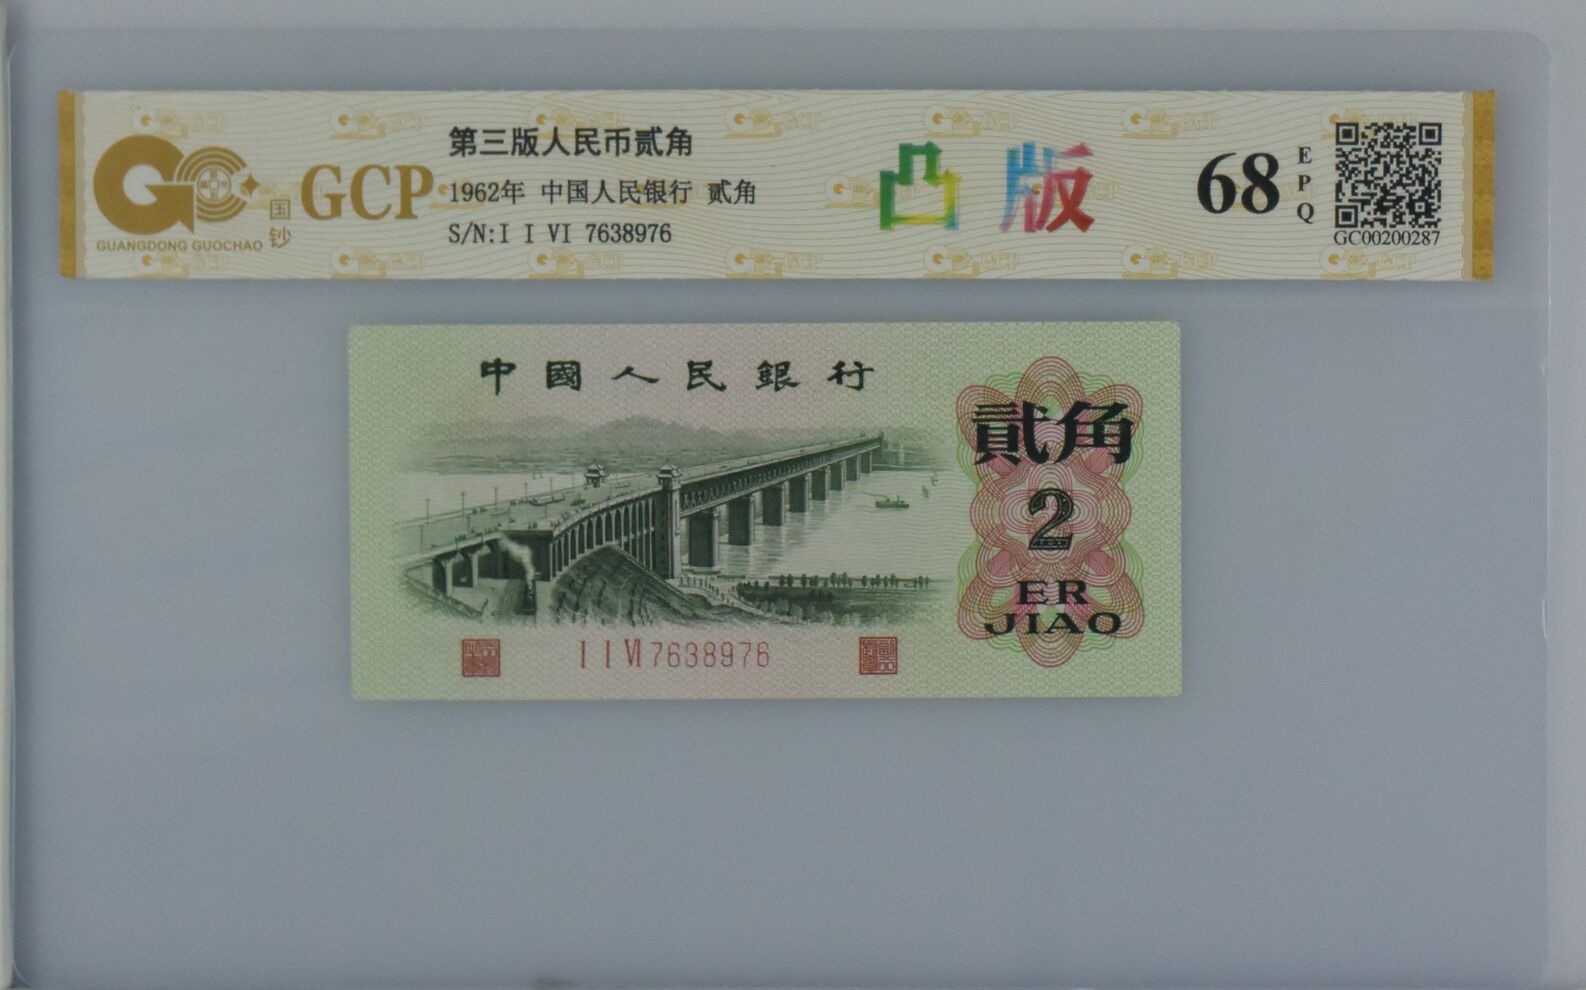 GUANGDONG GUOCHAO
国钞
GCP
第三版人民币贰角
1962年 中国人民银行 贰角
S/N:I I VI 7638976
凸版
68
EPQ
GC00200287
中國人民銀行
貳角
2
ER
JIAO
I I VI 7638976